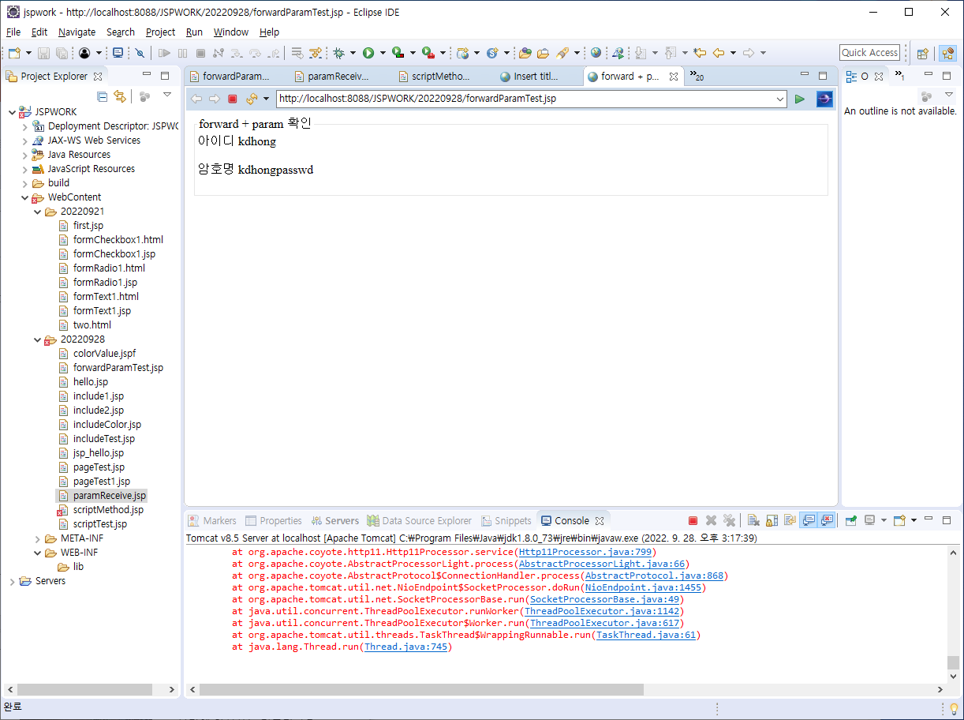 jspwork - http://localhost:8088/JSPWORK/20220928/forwardParamTest.jsp - Eclipse IDE
File Edit Navigate Search Project Run Window Help
Quick Access
Project Explorer
JSPWORK
Deployment Descriptor: JSPWO
JAX-WS Web Services
Java Resources
JavaScript Resources
build
WebContent
20220921
first.jsp
formCheckbox1.html
formCheckbox1.jsp
formRadio1.html
formRadio1.jsp
formText1.html
formText1.jsp
two.html
20220928
colorValue.jspf
forwardParamTest.jsp
hello.jsp
include1.jsp
include2.jsp
includeColor.jsp
includeTest.jsp
jsp_hello.jsp
pageTest.jsp
pageTest1.jsp
paramReceive.jsp
scriptMethod.jsp
scriptTest.jsp
META-INF
WEB-INF
lib
Servers
forwardParam... paramReceiv... scriptMetho... Insert titl... forward + p... »20
http://localhost:8088/JSPWORK/20220928/forwardParamTest.jsp
forward + param 확인
아이디 kdhong
암호명 kdhongpasswd
O »1
An outline is not available.
Markers Properties Servers Data Source Explorer Snippets Console
Tomcat v8.5 Server at localhost [Apache Tomcat] C:₩Program Files₩Java₩jdk1.8.0_73₩jre₩bin₩javaw.exe (2022. 9. 28. 오후 3:17:39)
at org.apache.coyote.http11.Http11Processor.service(Http11Processor.java:799)
at org.apache.coyote.AbstractProcessorLight.process(AbstractProcessorLight.java:66)
at org.apache.coyote.AbstractProtocol$ConnectionHandler.process(AbstractProtocol.java:868)
at org.apache.tomcat.util.net.NioEndpoint$SocketProcessor.doRun(NioEndpoint.java:1455)
at org.apache.tomcat.util.net.SocketProcessorBase.run(SocketProcessorBase.java:49)
at java.util.concurrent.ThreadPoolExecutor.runWorker(ThreadPoolExecutor.java:1142)
at java.util.concurrent.ThreadPoolExecutor$Worker.run(ThreadPoolExecutor.java:617)
at org.apache.tomcat.util.threads.TaskThread$WrappingRunnable.run(TaskThread.java:61)
at java.lang.Thread.run(Thread.java:745)
완료